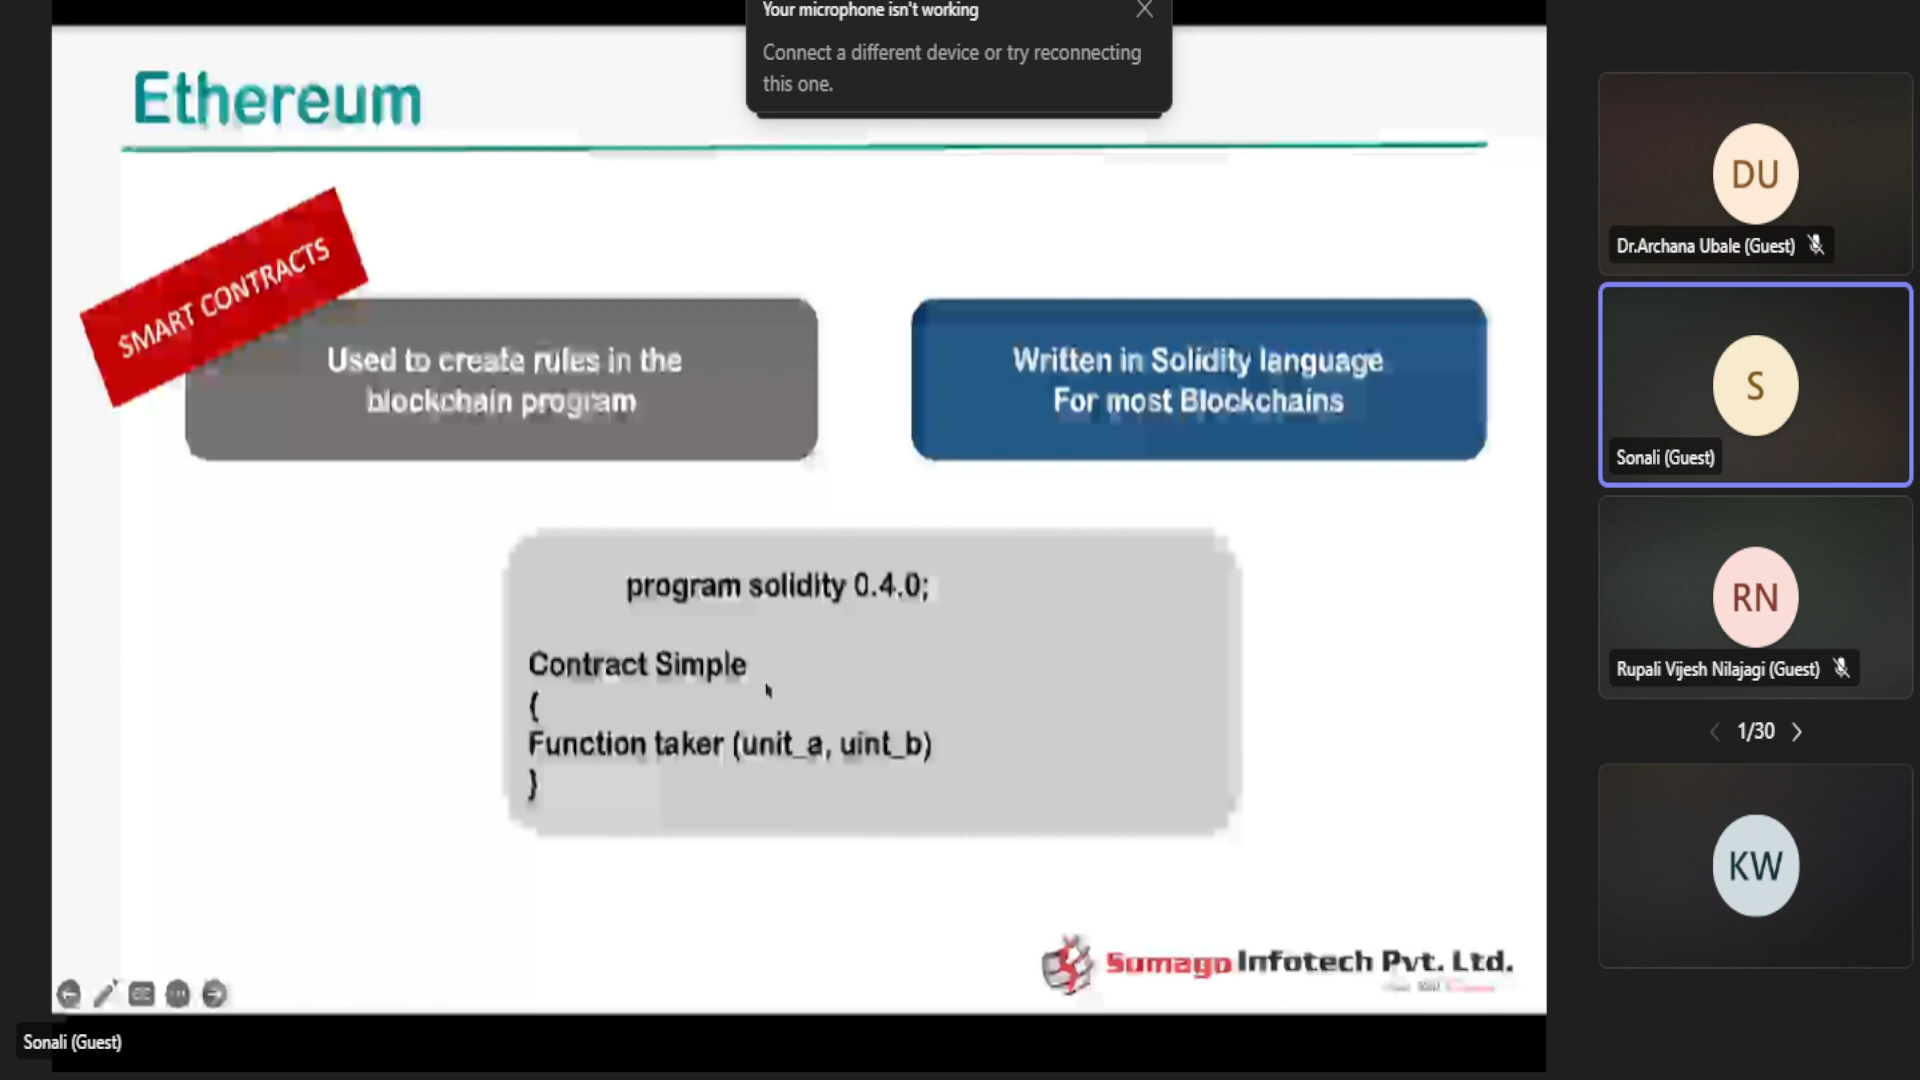 Your microphone isn't working
Connect a different device or try reconnecting
this one.
Ethereum
SMART CONTRACTS
Used to create rules in the
blockchain program
Written in Solidity language
For most Blockchains
program solidity 0.4.0;
Contract Simple
{
Function taker (unit_a, uint_b)
}
Sumago Infotech Pvt. Ltd.
Sonali (Guest)
DU
Dr.Archana Ubale (Guest)
S
Sonali (Guest)
RN
Rupali Vijesh Nilajagi (Guest)
1/30
KW